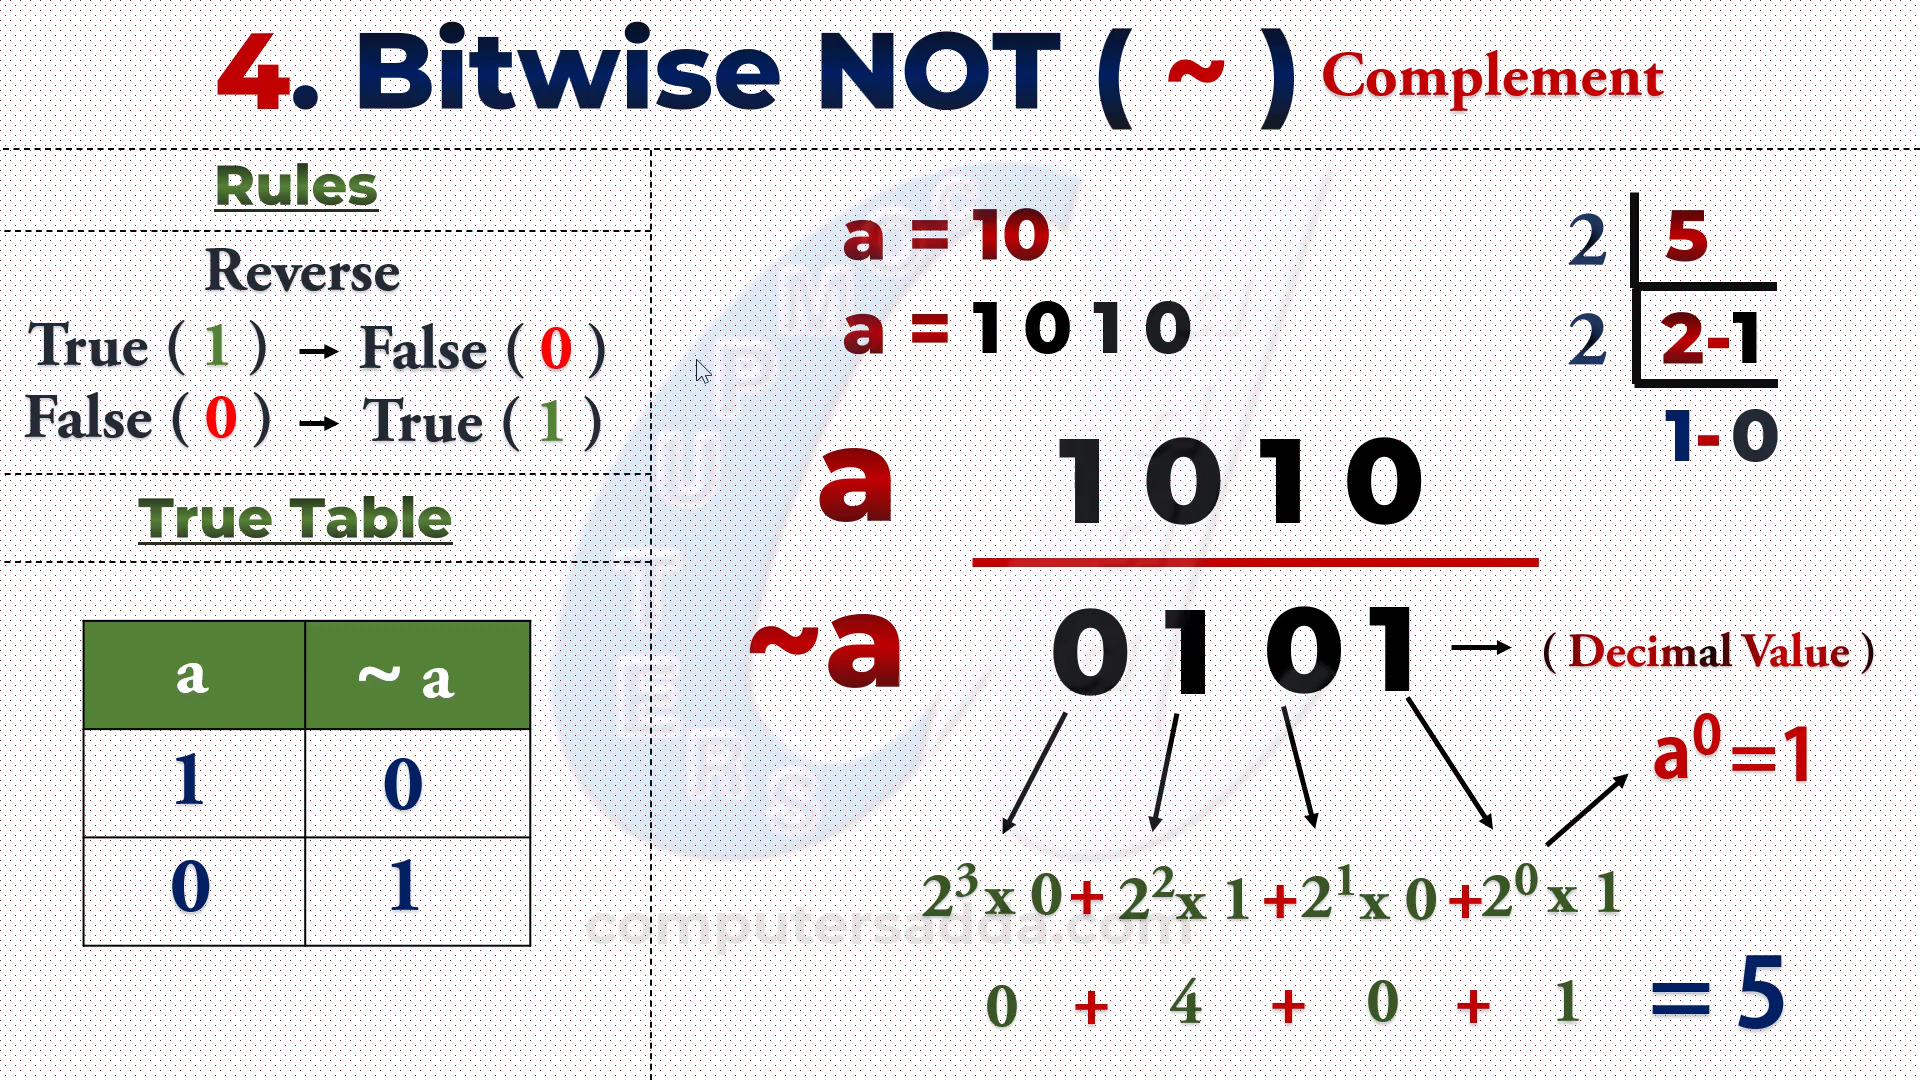 4. Bitwise NOT ( ~ ) Complement
Rules
Reverse
True ( 1 ) → False ( 0 )
False ( 0 ) → True ( 1 )
True Table
a ~ a
1 0
0 1
a = 10
a = 1 0 1 0
2 5
2 2-1
1-0
a 1 0 1 0
~a 0 1 0 1 → ( Decimal Value )
a⁰=1
2³x 0+ 2²x 1 +2¹x 0 +2⁰x 1
0 + 4 + 0 + 1 = 5
COMPUTERS
computersadda.com